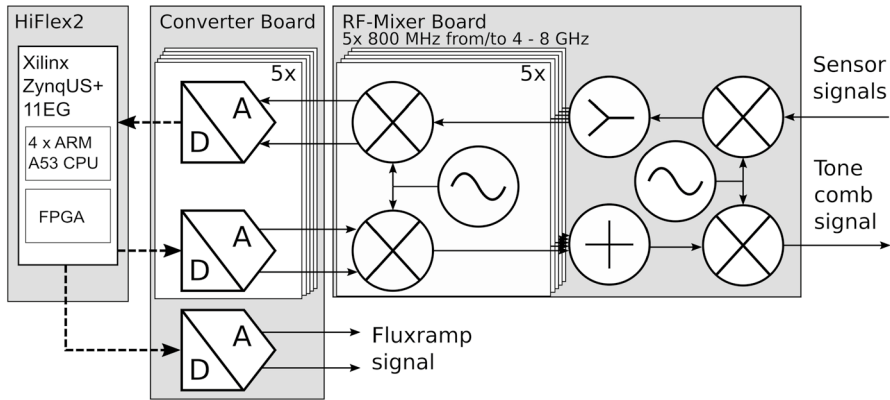 HiFlex2
Xilinx
ZynqUS+
11EG
4 x ARM
A53 CPU
FPGA
Converter Board
5x
A
D
A
D
A
D
RF-Mixer Board
5x 800 MHz from/to 4 - 8 GHz
5x
Sensor
signals
Tone
comb
signal
Fluxramp
signal